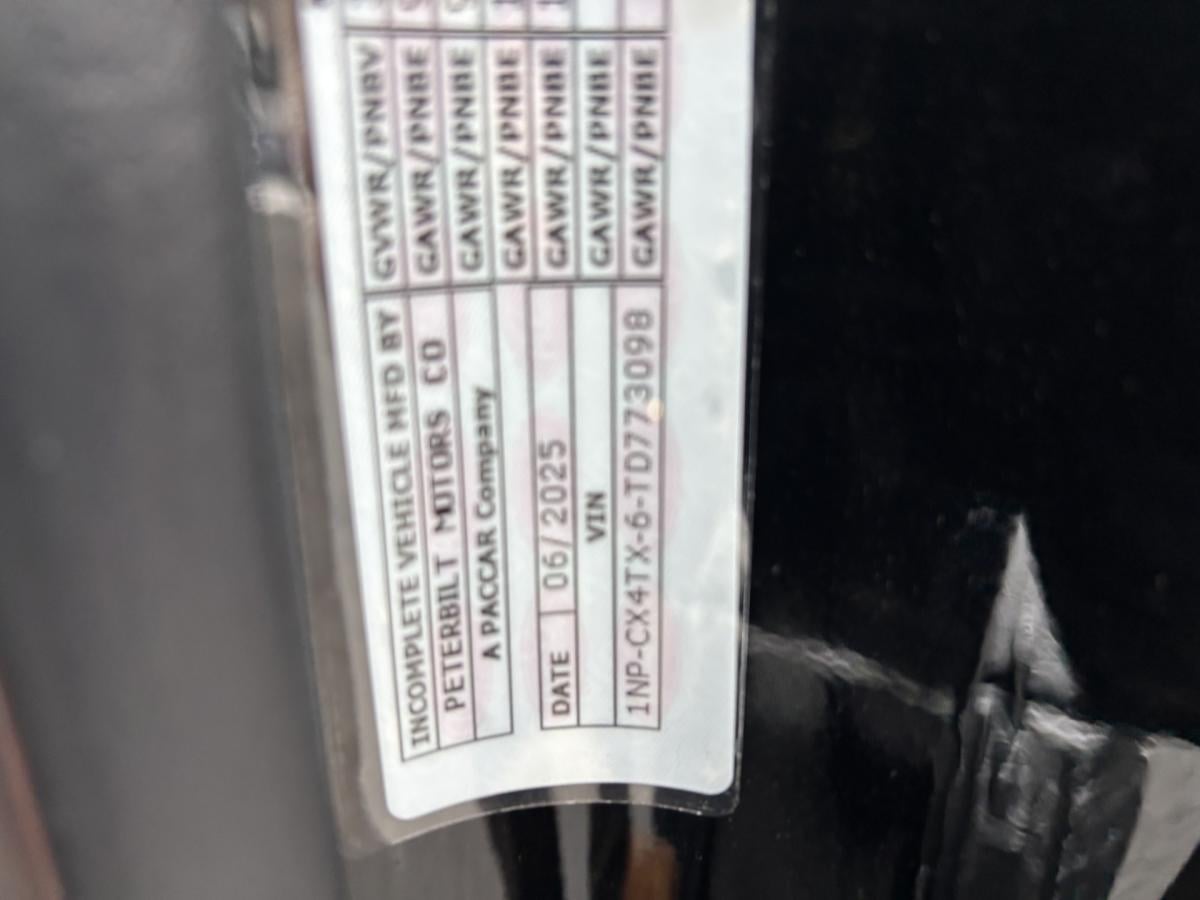 INCOMPLETE VEHICLE MFD BY
PETERBILT MOTORS CO
A PACCAR Company
DATE 06/2025
VIN
1NP-CX4TX-6-TD773098
GVWR/PNBV
GAWR/PNBE
GAWR/PNBE
GAWR/PNBE
GAWR/PNBE
GAWR/PNBE
GAWR/PNBE